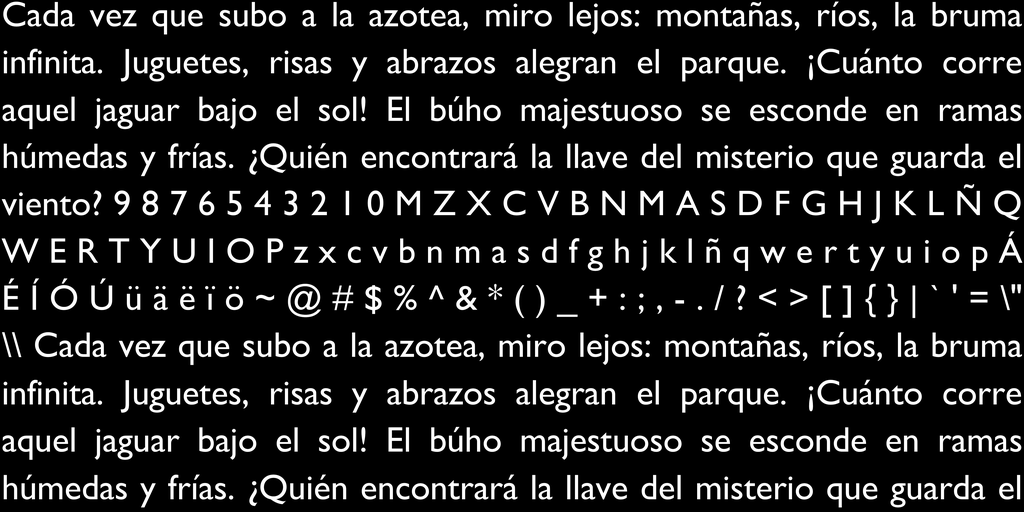 Cada vez que subo a la azotea, miro lejos: montañas, ríos, la bruma
infinita. Juguetes, risas y abrazos alegran el parque. ¡Cuánto corre
aquel jaguar bajo el sol! El búho majestuoso se esconde en ramas
húmedas y frías. ¿Quién encontrará la llave del misterio que guarda el
viento? 9 8 7 6 5 4 3 2 1 0 M Z X C V B N M A S D F G H J K L Ñ Q
W E R T Y U I O P z x c v b n m a s d f g h j k l ñ q w e r t y u i o p Á
É Í Ó Ú ü ä ë ï ö ~ @ # $ % ^ & * ( ) _ + : ; , - . / ? < > [ ] { } | ` ' = \"
\\ Cada vez que subo a la azotea, miro lejos: montañas, ríos, la bruma
infinita. Juguetes, risas y abrazos alegran el parque. ¡Cuánto corre
aquel jaguar bajo el sol! El búho majestuoso se esconde en ramas
húmedas y frías. ¿Quién encontrará la llave del misterio que guarda el